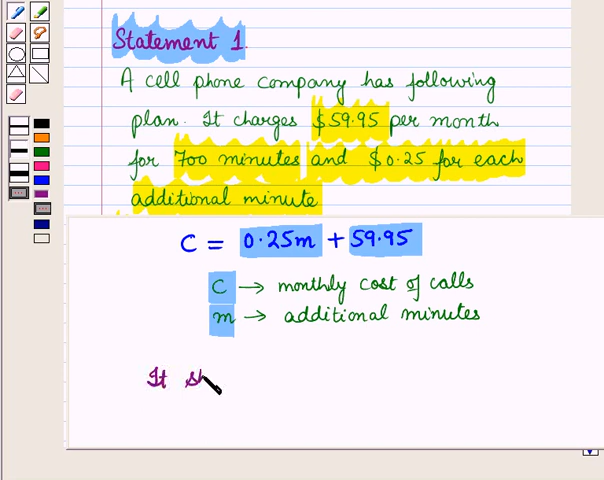 Statement 1.
A cell phone company has following
plan. It charges $59.95 per month
for 700 minutes and $0.25 for each
additional minute
C = 0.25m + 59.95
C → monthly cost of calls
m → additional minutes
It s